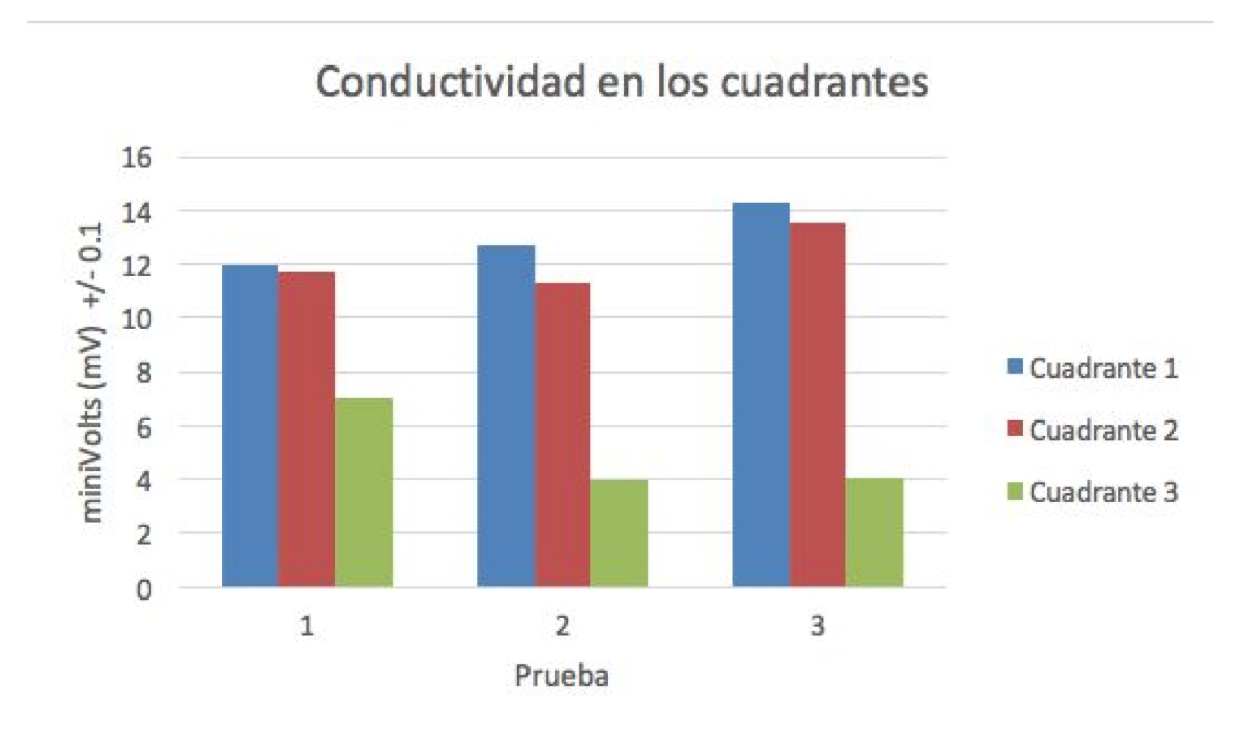 Conductividad en los cuadrantes
miniVolts (mV) +/- 0.1
16
14
12
10
8
6
4
2
0
1
2
3
Prueba
Cuadrante 1
Cuadrante 2
Cuadrante 3